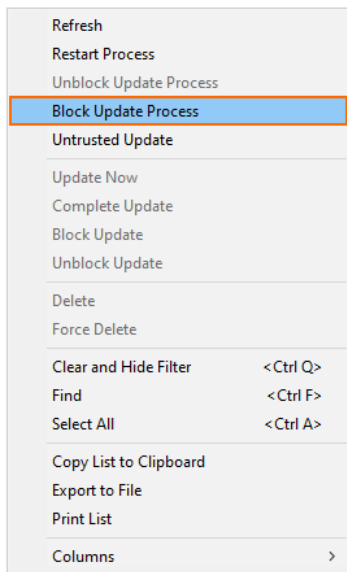 Refresh
Restart Process
Unblock Update Process
Block Update Process
Untrusted Update
Update Now
Complete Update
Block Update
Unblock Update
Delete
Force Delete
Clear and Hide Filter <Ctrl Q>
Find <Ctrl F>
Select All <Ctrl A>
Copy List to Clipboard
Export to File
Print List
Columns >